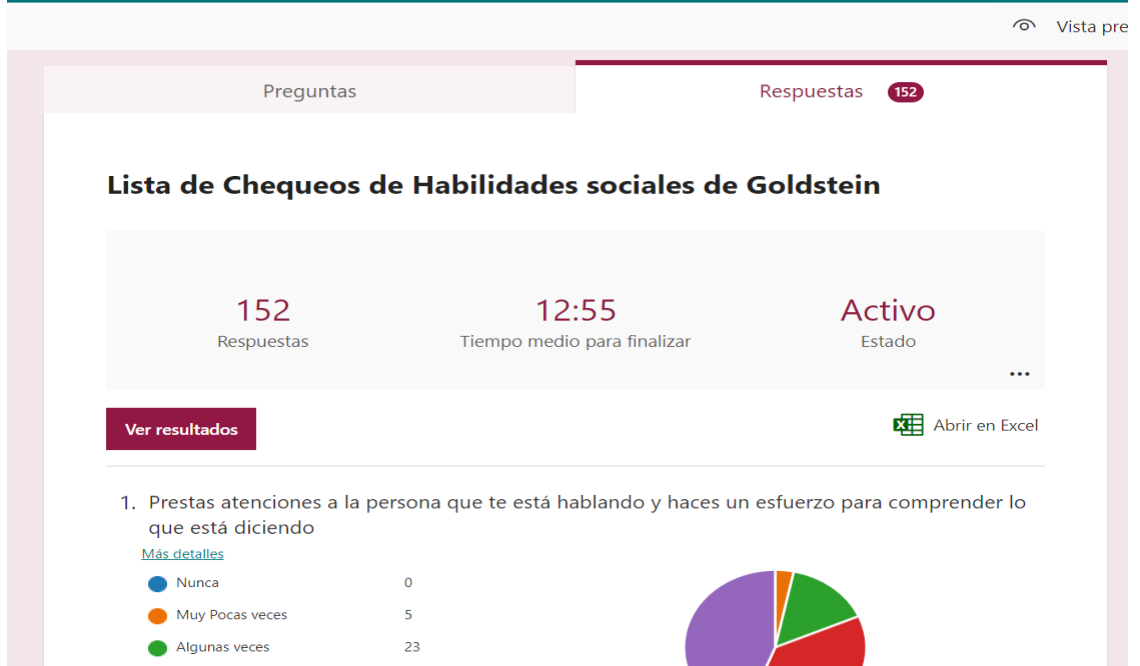 Vista pre
Preguntas
Respuestas 152
Lista de Chequeos de Habilidades sociales de Goldstein
152 12:55 Activo
Respuestas Tiempo medio para finalizar Estado
...
Ver resultados
Abrir en Excel
1. Prestas atenciones a la persona que te está hablando y haces un esfuerzo para comprender lo
que está diciendo
Más detalles
Nunca 0
Muy Pocas veces 5
Algunas veces 23